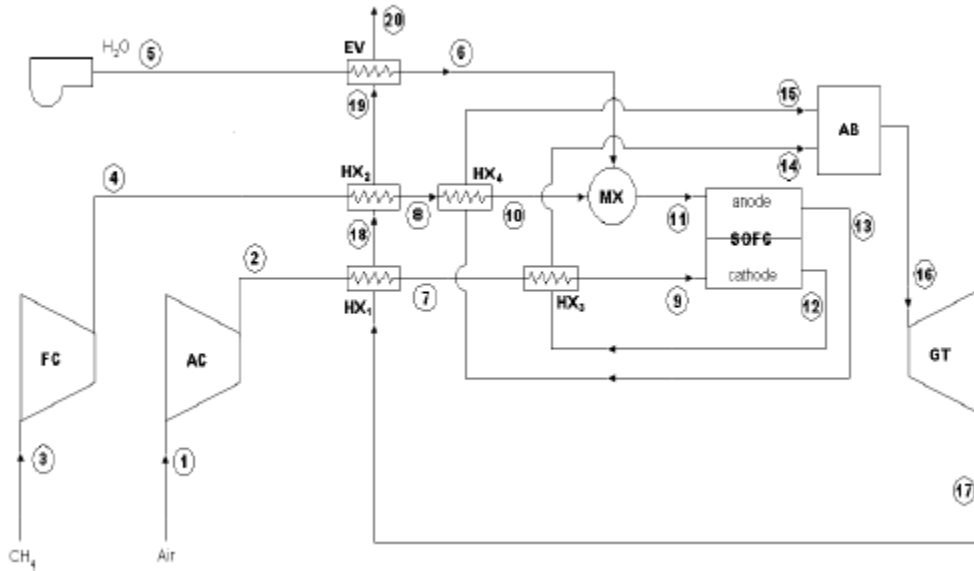 20
H₂O
5
EV
6
19
15
AB
4
HX₂
HX₄
14
MX
anode
8
10
11
13
SOFC
18
2
cathode
16
HX₁
7
HX₃
9
12
FC
AC
GT
3
1
17
CH₄
Air